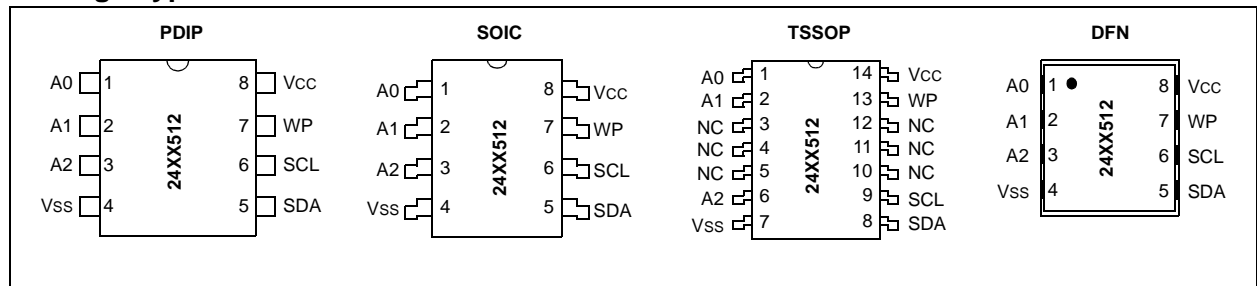 PDIP
A0 1 8 VCC
A1 2 7 WP
A2 3 6 SCL
VSS 4 5 SDA
24XX512
SOIC
A0 1 8 VCC
A1 2 7 WP
A2 3 6 SCL
VSS 4 5 SDA
24XX512
TSSOP
A0 1 14 VCC
A1 2 13 WP
NC 3 12 NC
NC 4 11 NC
NC 5 10 NC
A2 6 9 SCL
VSS 7 8 SDA
24XX512
DFN
A0 1 8 VCC
A1 2 7 WP
A2 3 6 SCL
VSS 4 5 SDA
24XX512